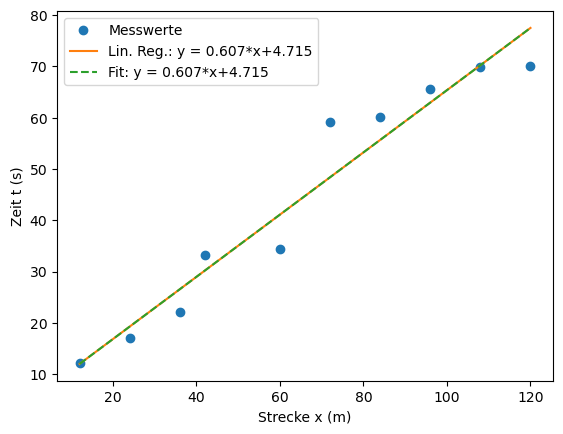 80
70
60
50
40
30
20
10
Zeit t (s)
Messwerte
Lin. Reg.: y = 0.607*x+4.715
Fit: y = 0.607*x+4.715
20
40
60
80
100
120
Strecke x (m)